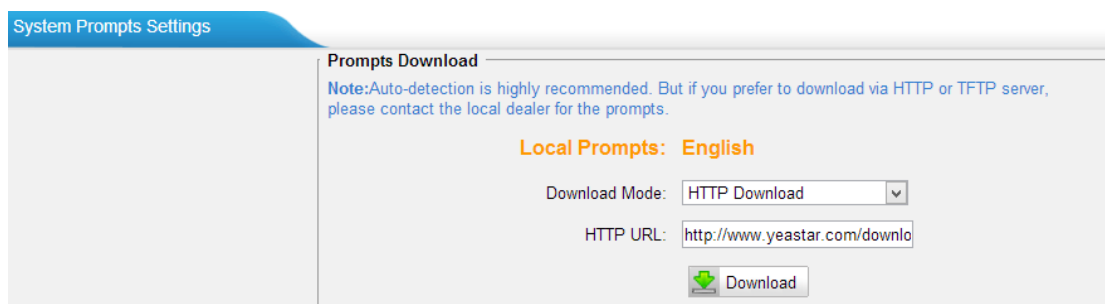 System Prompts Settings
Prompts Download
Note:Auto-detection is highly recommended. But if you prefer to download via HTTP or TFTP server,
please contact the local dealer for the prompts.
Local Prompts: English
Download Mode: HTTP Download
HTTP URL: http://www.yeastar.com/downlo
Download